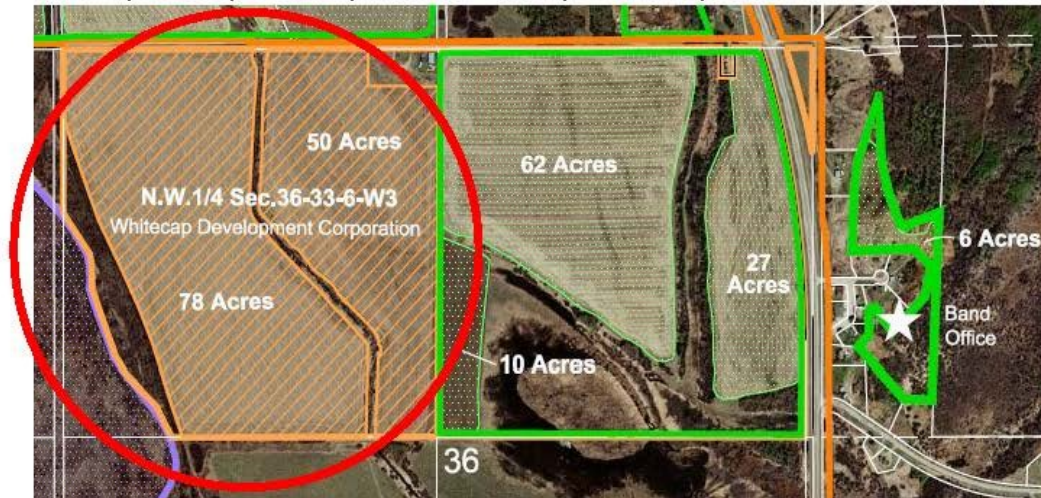 50 Acres
N.W.1/4 Sec.36-33-6-W3
Whitecap Development Corporation
78 Acres
62 Acres
27
Acres
10 Acres
6 Acres
Band
Office
36